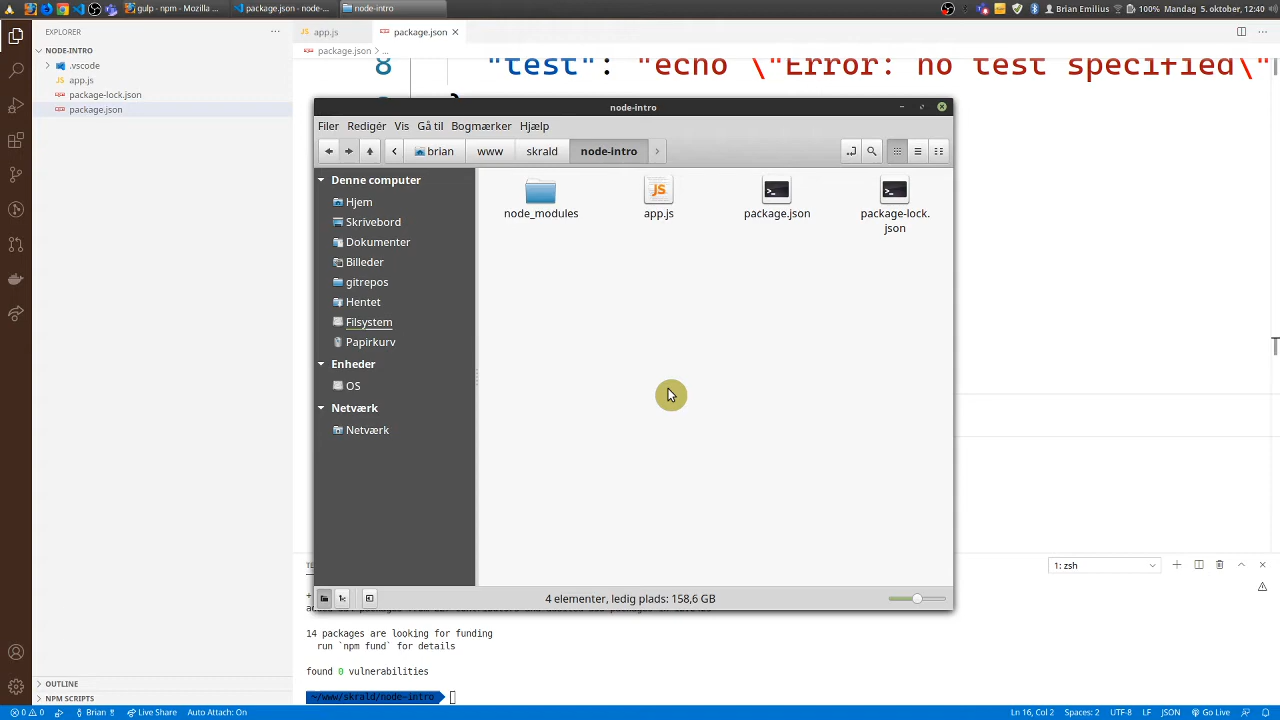 gulp - npm - Mozilla ...
package.json - node-...
node-intro
Brian Emilius
100%
Mandag 5. oktober, 12:40
EXPLORER
NODE-INTRO
.vscode
app.js
package-lock.json
package.json
OUTLINE
NPM SCRIPTS
app.js
package.json
package.json > ...
8
"test": "echo \"Error: no test specified\"
node-intro
Filer Redigér Vis Gå til Bogmærker Hjælp
brian www skrald node-intro
Denne computer
Hjem
Skrivebord
Dokumenter
Billeder
gitrepos
Hentet
Filsystem
Papirkurv
Enheder
OS
Netværk
Netværk
node_modules
app.js
package.json
package-lock.
json
4 elementer, ledig plads: 158,6 GB
1: zsh
14 packages are looking for funding
run `npm fund` for details
found 0 vulnerabilities
~/www/skrald/node-intro
0 0 Brian Live Share Auto Attach: On
Ln 16, Col 2 Spaces: 2 UTF-8 LF JSON Go Live